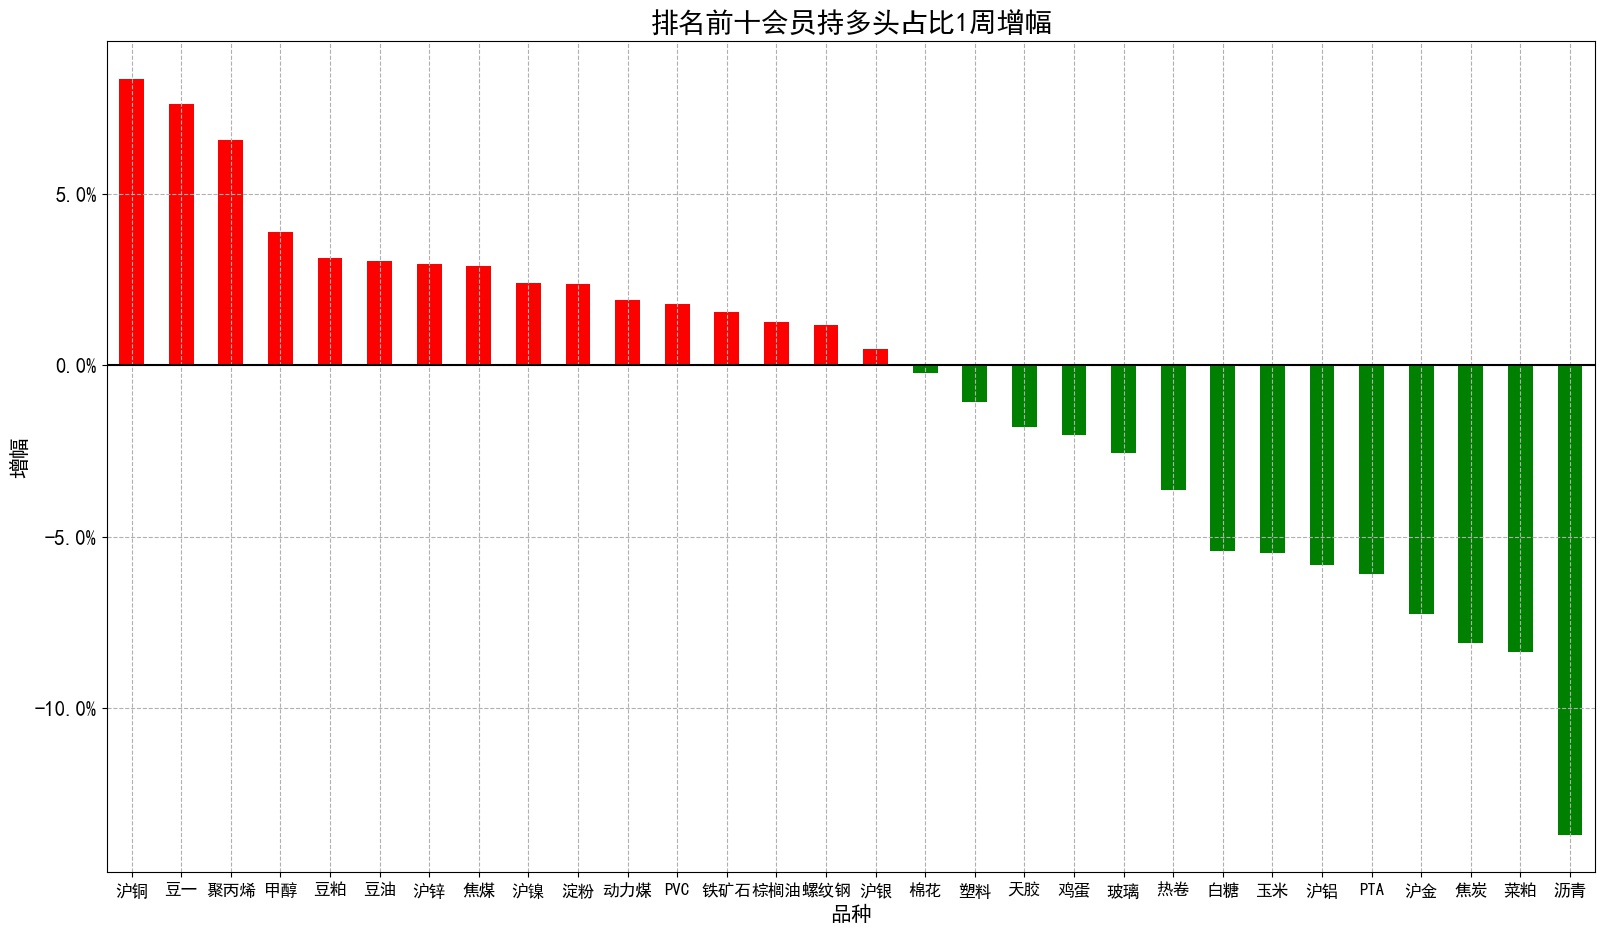 排名前十会员持多头占比1周增幅
5.0%
0.0%
-5.0%
-10.0%
增幅
沪铜 豆一 聚丙烯 甲醇 豆粕 豆油 沪锌 焦煤 沪镍 淀粉 动力煤 PVC 铁矿石 棕榈油 螺纹钢 沪银 棉花 塑料 天胶 鸡蛋 玻璃 热卷 白糖 玉米 沪铝 PTA 沪金 焦炭 菜粕 沥青
品种